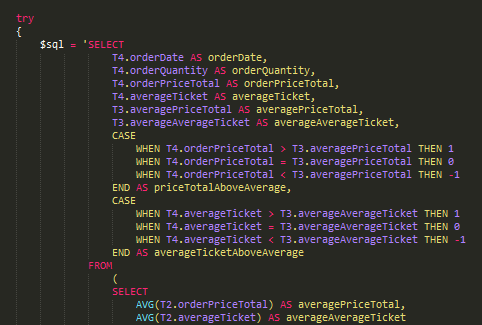 try
{
$sql = 'SELECT
T4.orderDate AS orderDate,
T4.orderQuantity AS orderQuantity,
T4.orderPriceTotal AS orderPriceTotal,
T4.averageTicket AS averageTicket,
T3.averagePriceTotal AS averagePriceTotal,
T3.averageAverageTicket AS averageAverageTicket,
CASE
WHEN T4.orderPriceTotal > T3.averagePriceTotal THEN 1
WHEN T4.orderPriceTotal = T3.averagePriceTotal THEN 0
WHEN T4.orderPriceTotal < T3.averagePriceTotal THEN -1
END AS priceTotalAboveAverage,
CASE
WHEN T4.averageTicket > T3.averageAverageTicket THEN 1
WHEN T4.averageTicket = T3.averageAverageTicket THEN 0
WHEN T4.averageTicket < T3.averageAverageTicket THEN -1
END AS averageTicketAboveAverage
FROM
(
SELECT
AVG(T2.orderPriceTotal) AS averagePriceTotal,
AVG(T2.averageTicket) AS averageAverageTicket